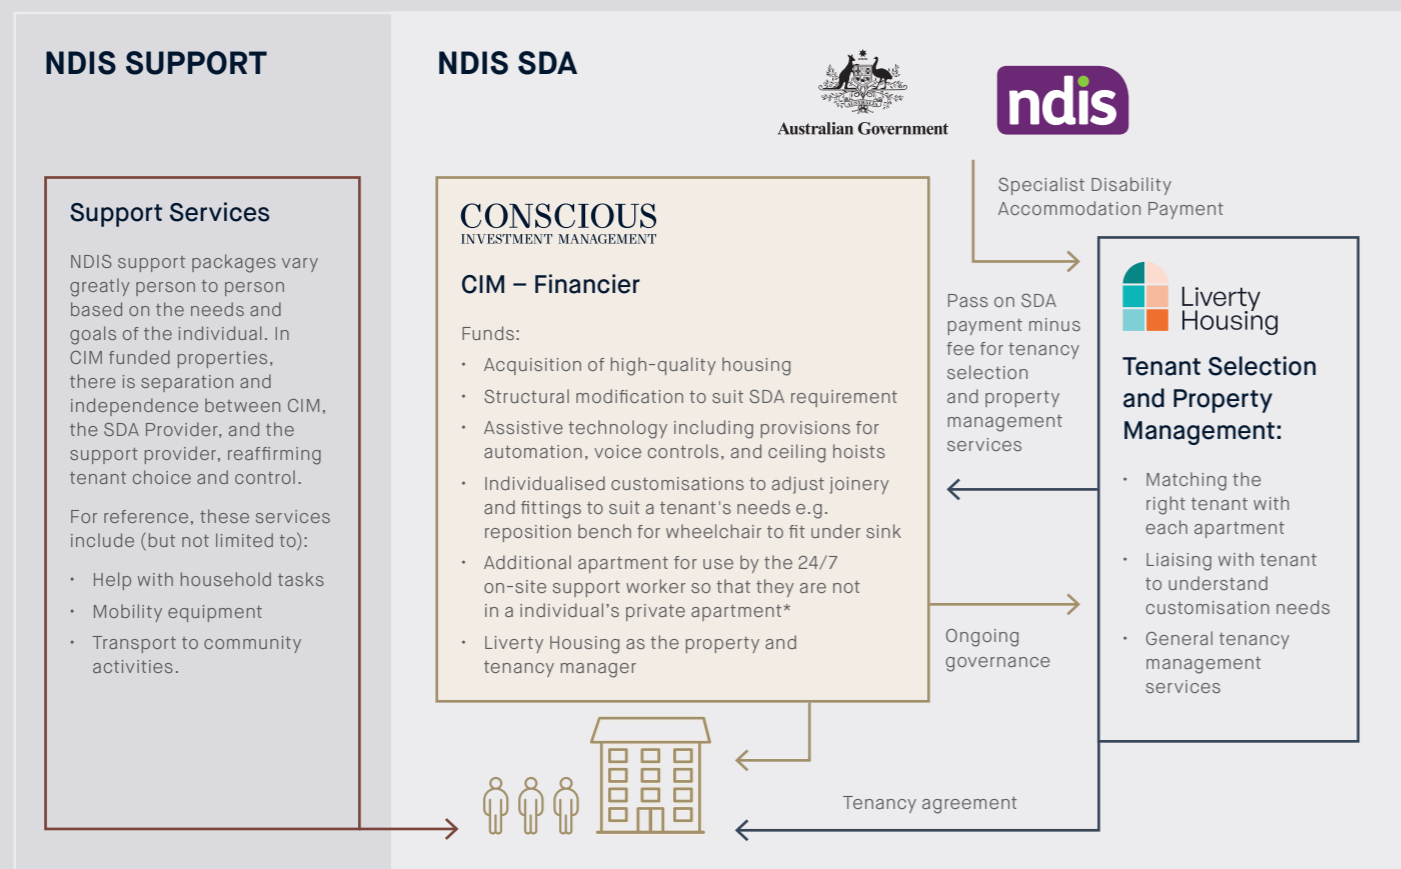 NDIS SUPPORT
Support Services
NDIS support packages vary
greatly person to person
based on the needs and
goals of the individual. In
CIM funded properties,
there is separation and
independence between CIM,
the SDA Provider, and the
support provider, reaffirming
tenant choice and control.
For reference, these services
include (but not limited to):
• Help with household tasks
• Mobility equipment
• Transport to community
activities.
NDIS SDA
Australian Government
ndis
CONSCIOUS
INVESTMENT MANAGEMENT
CIM – Financier
Funds:
• Acquisition of high-quality housing
• Structural modification to suit SDA requirement
• Assistive technology including provisions for
automation, voice controls, and ceiling hoists
• Individualised customisations to adjust joinery
and fittings to suit a tenant's needs e.g.
reposition bench for wheelchair to fit under sink
• Additional apartment for use by the 24/7
on-site support worker so that they are not
in a individual’s private apartment*
• Liverty Housing as the property and
tenancy manager
Specialist Disability
Accommodation Payment
Pass on SDA
payment minus
fee for tenancy
selection
and property
management
services
Ongoing
governance
Liverty
Housing
Tenant Selection
and Property
Management:
• Matching the
right tenant with
each apartment
• Liaising with tenant
to understand
customisation needs
• General tenancy
management
services
Tenancy agreement